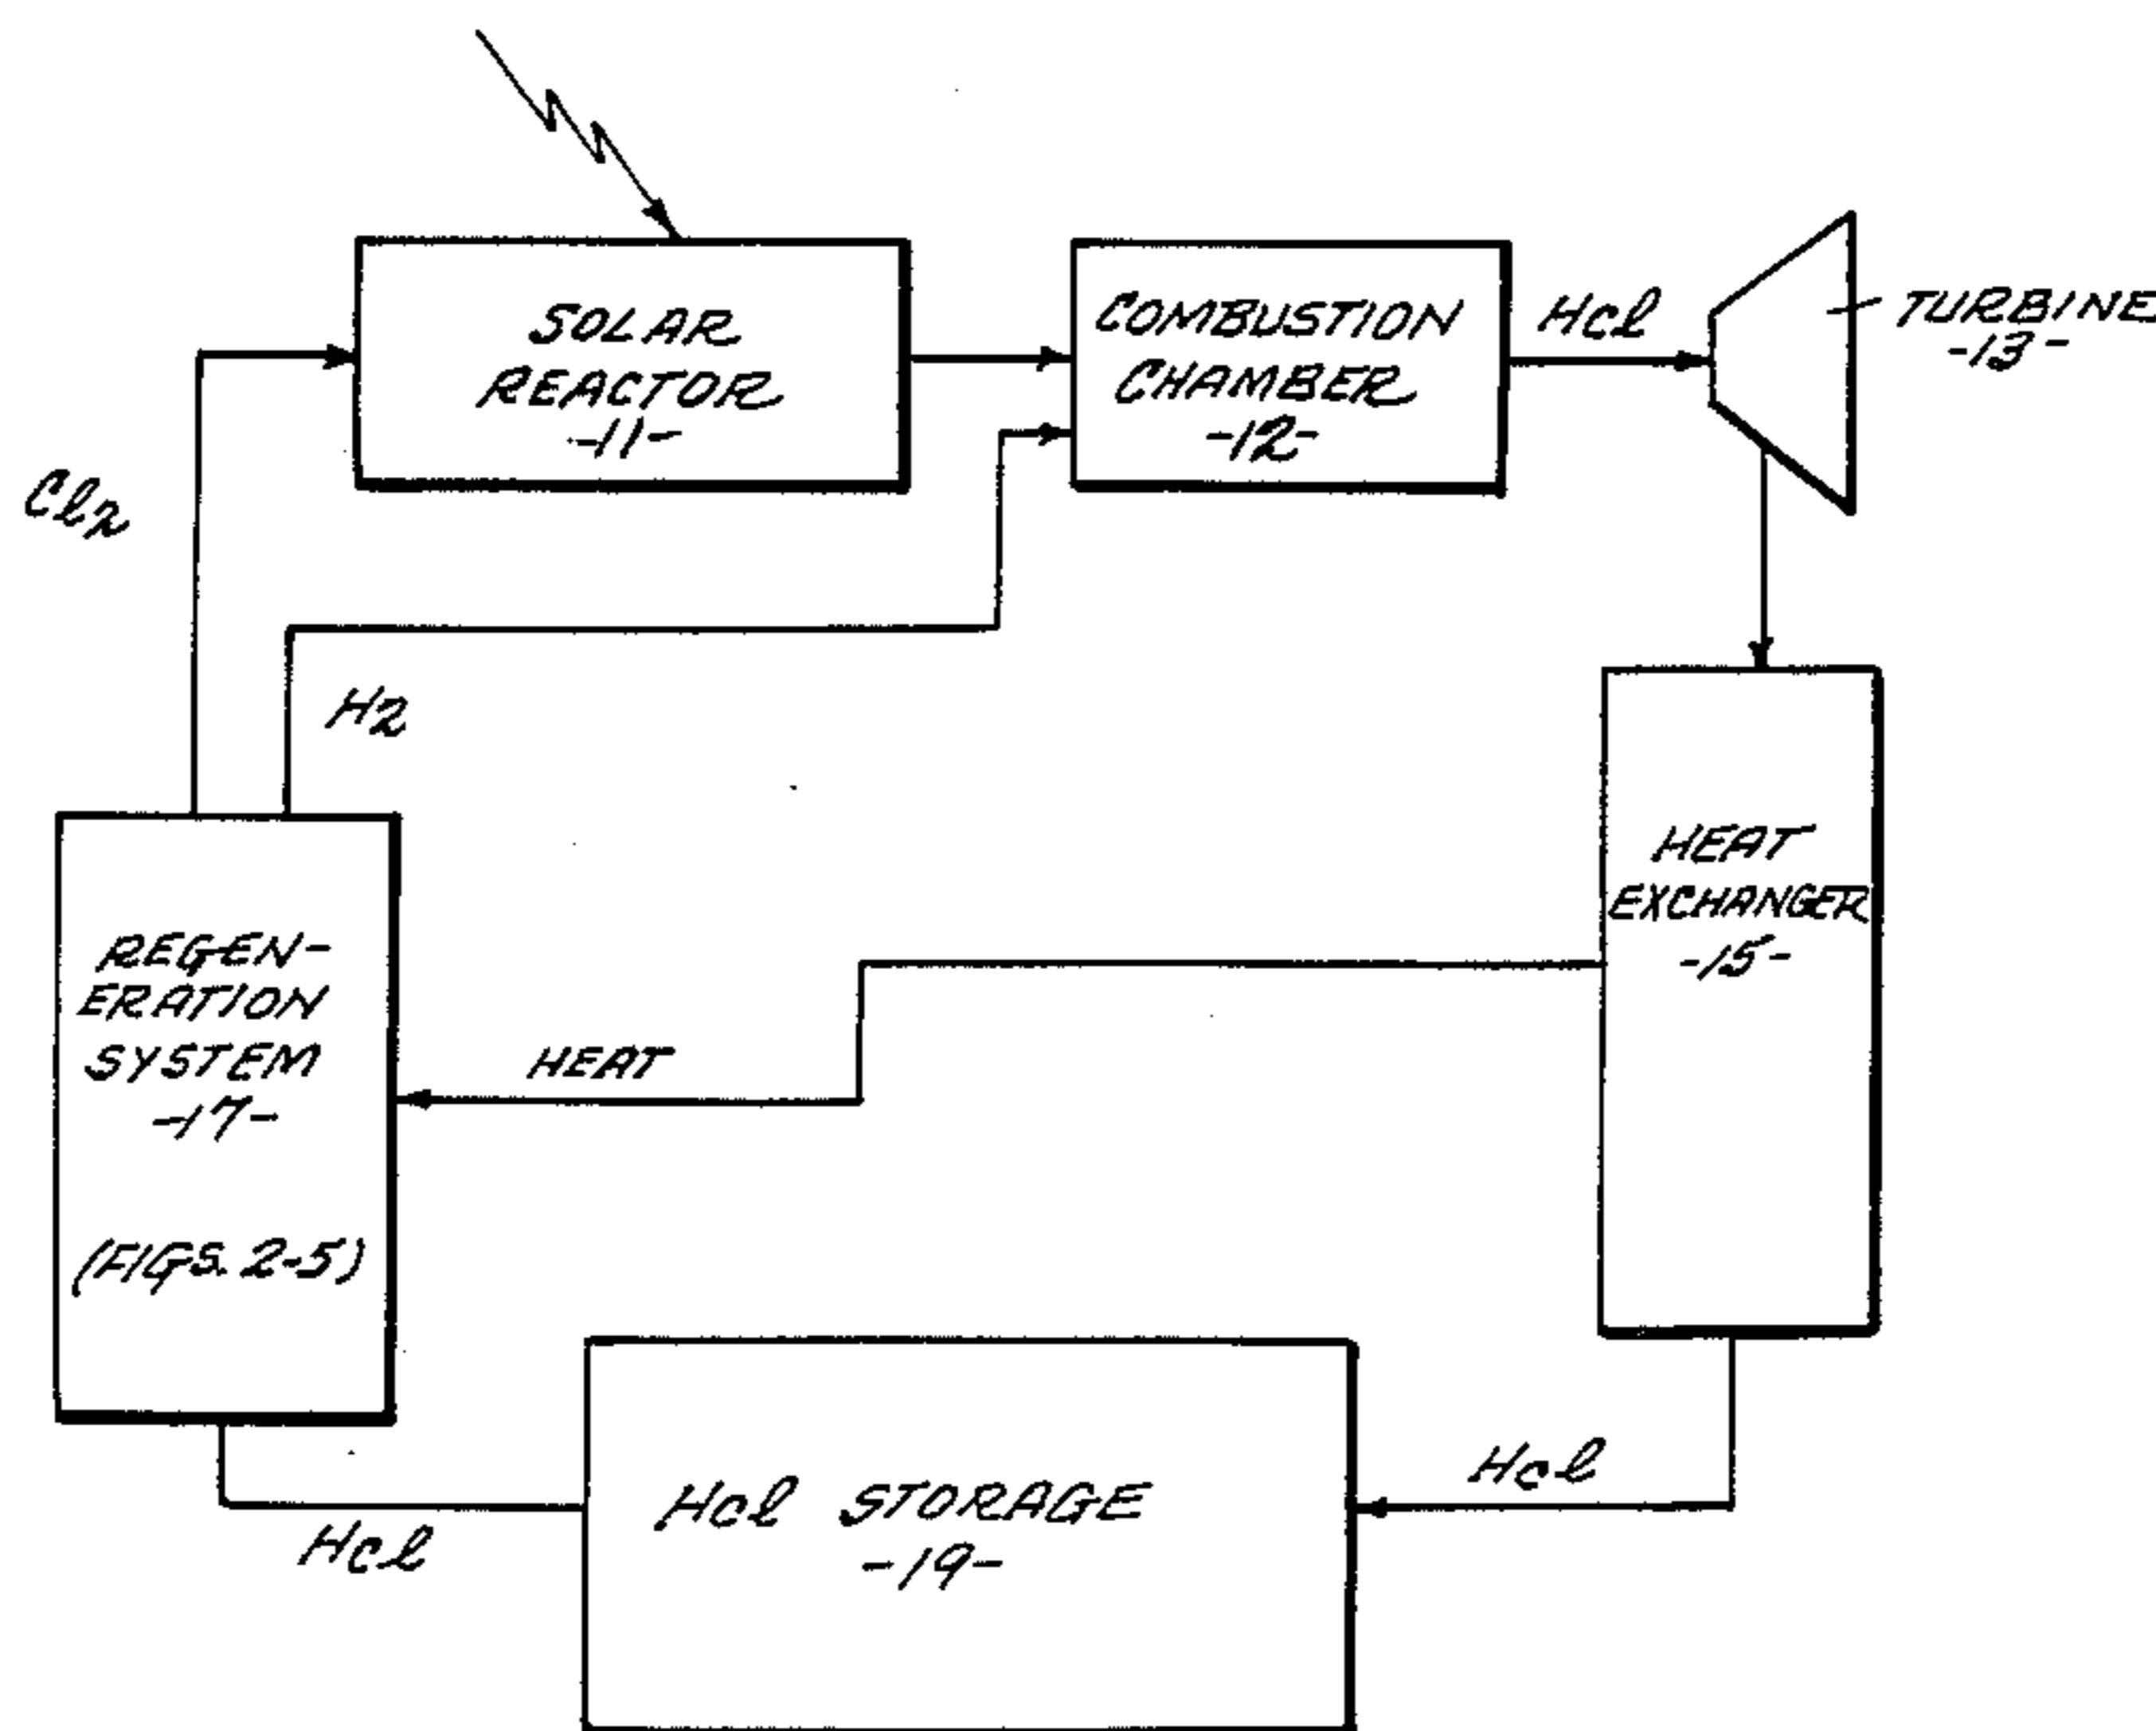 SOLAR
REACTOR
-11-
COMBUSTION
CHAMBER
-12-
Hcl
TURBINE
-13-
Cl2
H2
HEAT
EXCHANGER
-15-
REGEN-
ERATION
SYSTEM
-17-
(FIGS. 2-5)
HEAT
Hcl
Hcl STORAGE
-19-
Hcl